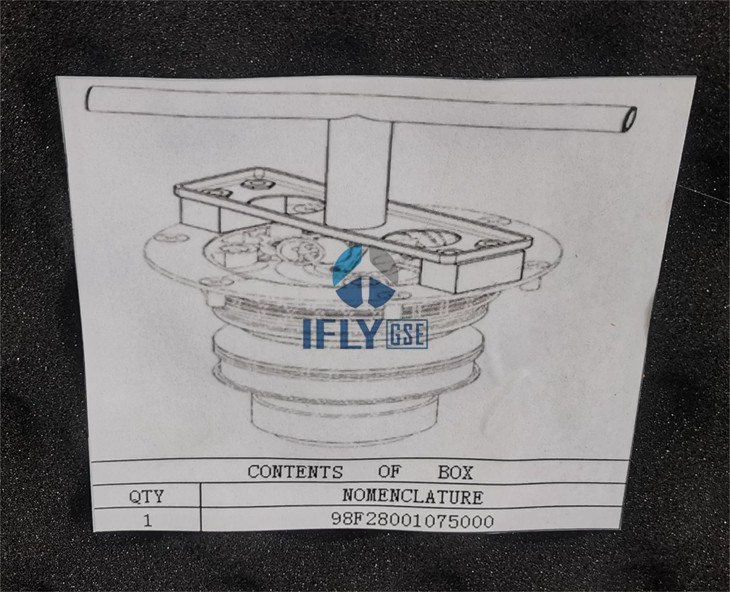 IFLY GSE
CONTENTS OF BOX
QTY NOMENCLATURE
1 98F28001075000